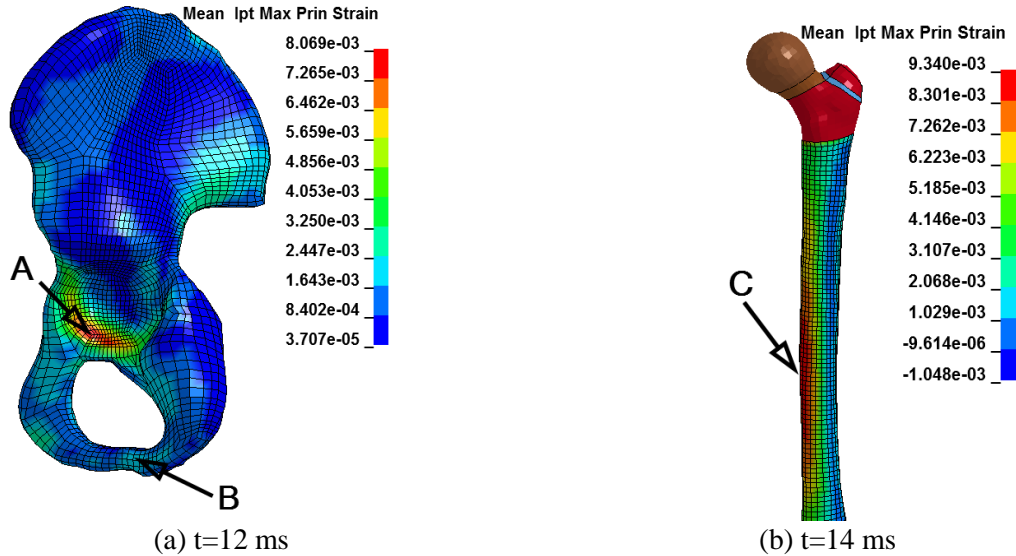 Mean Ipt Max Prin Strain
8.069e-03
7.265e-03
6.462e-03
5.659e-03
4.856e-03
4.053e-03
3.250e-03
2.447e-03
1.643e-03
8.402e-04
3.707e-05
A
B
(a) t=12 ms
Mean Ipt Max Prin Strain
9.340e-03
8.301e-03
7.262e-03
6.223e-03
5.185e-03
4.146e-03
3.107e-03
2.068e-03
1.029e-03
-9.614e-06
-1.048e-03
C
(b) t=14 ms